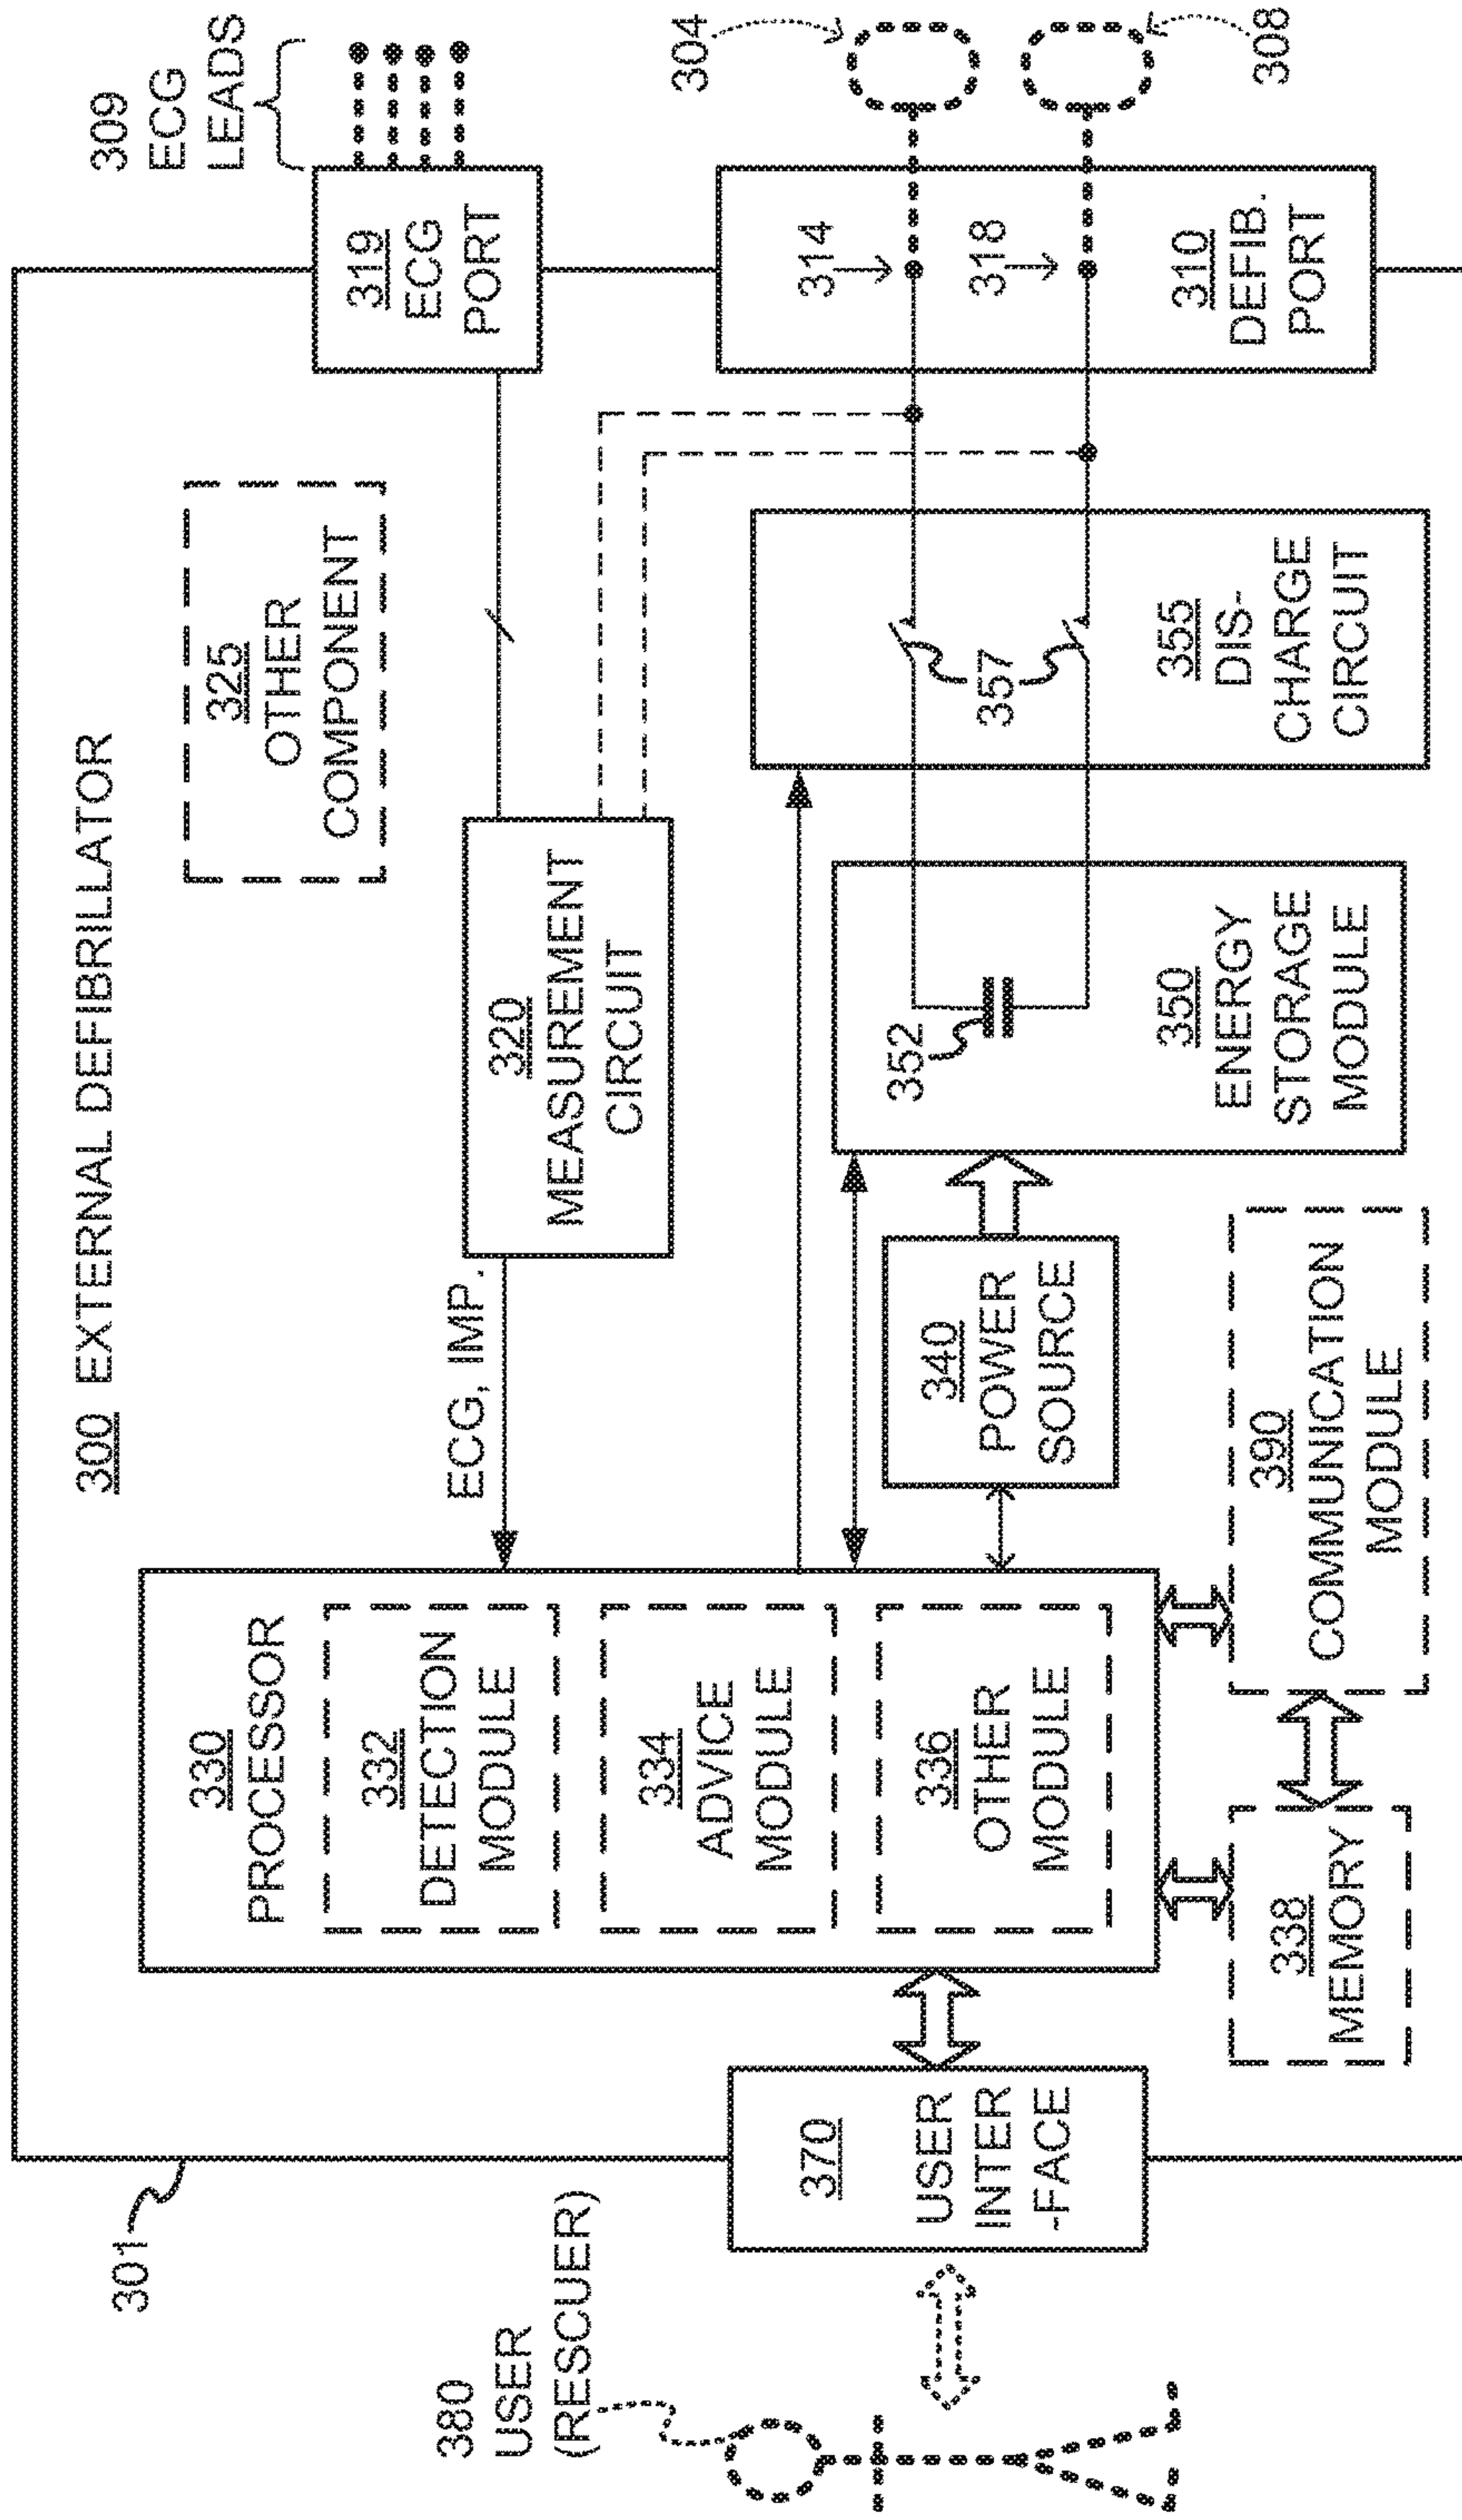 300 EXTERNAL DEFIBRILLATOR
301
380
USER
(RESCUER)
370
USER
INTER
-FACE
330
PROCESSOR
332
DETECTION
MODULE
334
ADVICE
MODULE
336
OTHER
MODULE
338
MEMORY
390
COMMUNICATION
MODULE
ECG, IMP.
340
POWER
SOURCE
320
MEASUREMENT
CIRCUIT
325
OTHER
COMPONENT
352
350
ENERGY
STORAGE
MODULE
357
355
DIS-
CHARGE
CIRCUIT
319
ECG
PORT
309
ECG
LEADS
314
318
310
DEFIB.
PORT
304
308